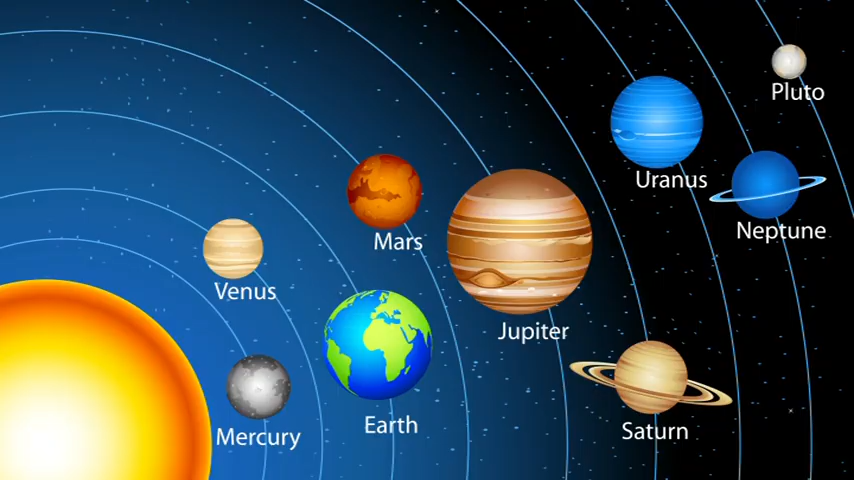 Pluto
Uranus
Neptune
Mars
Venus
Jupiter
Earth
Saturn
Mercury